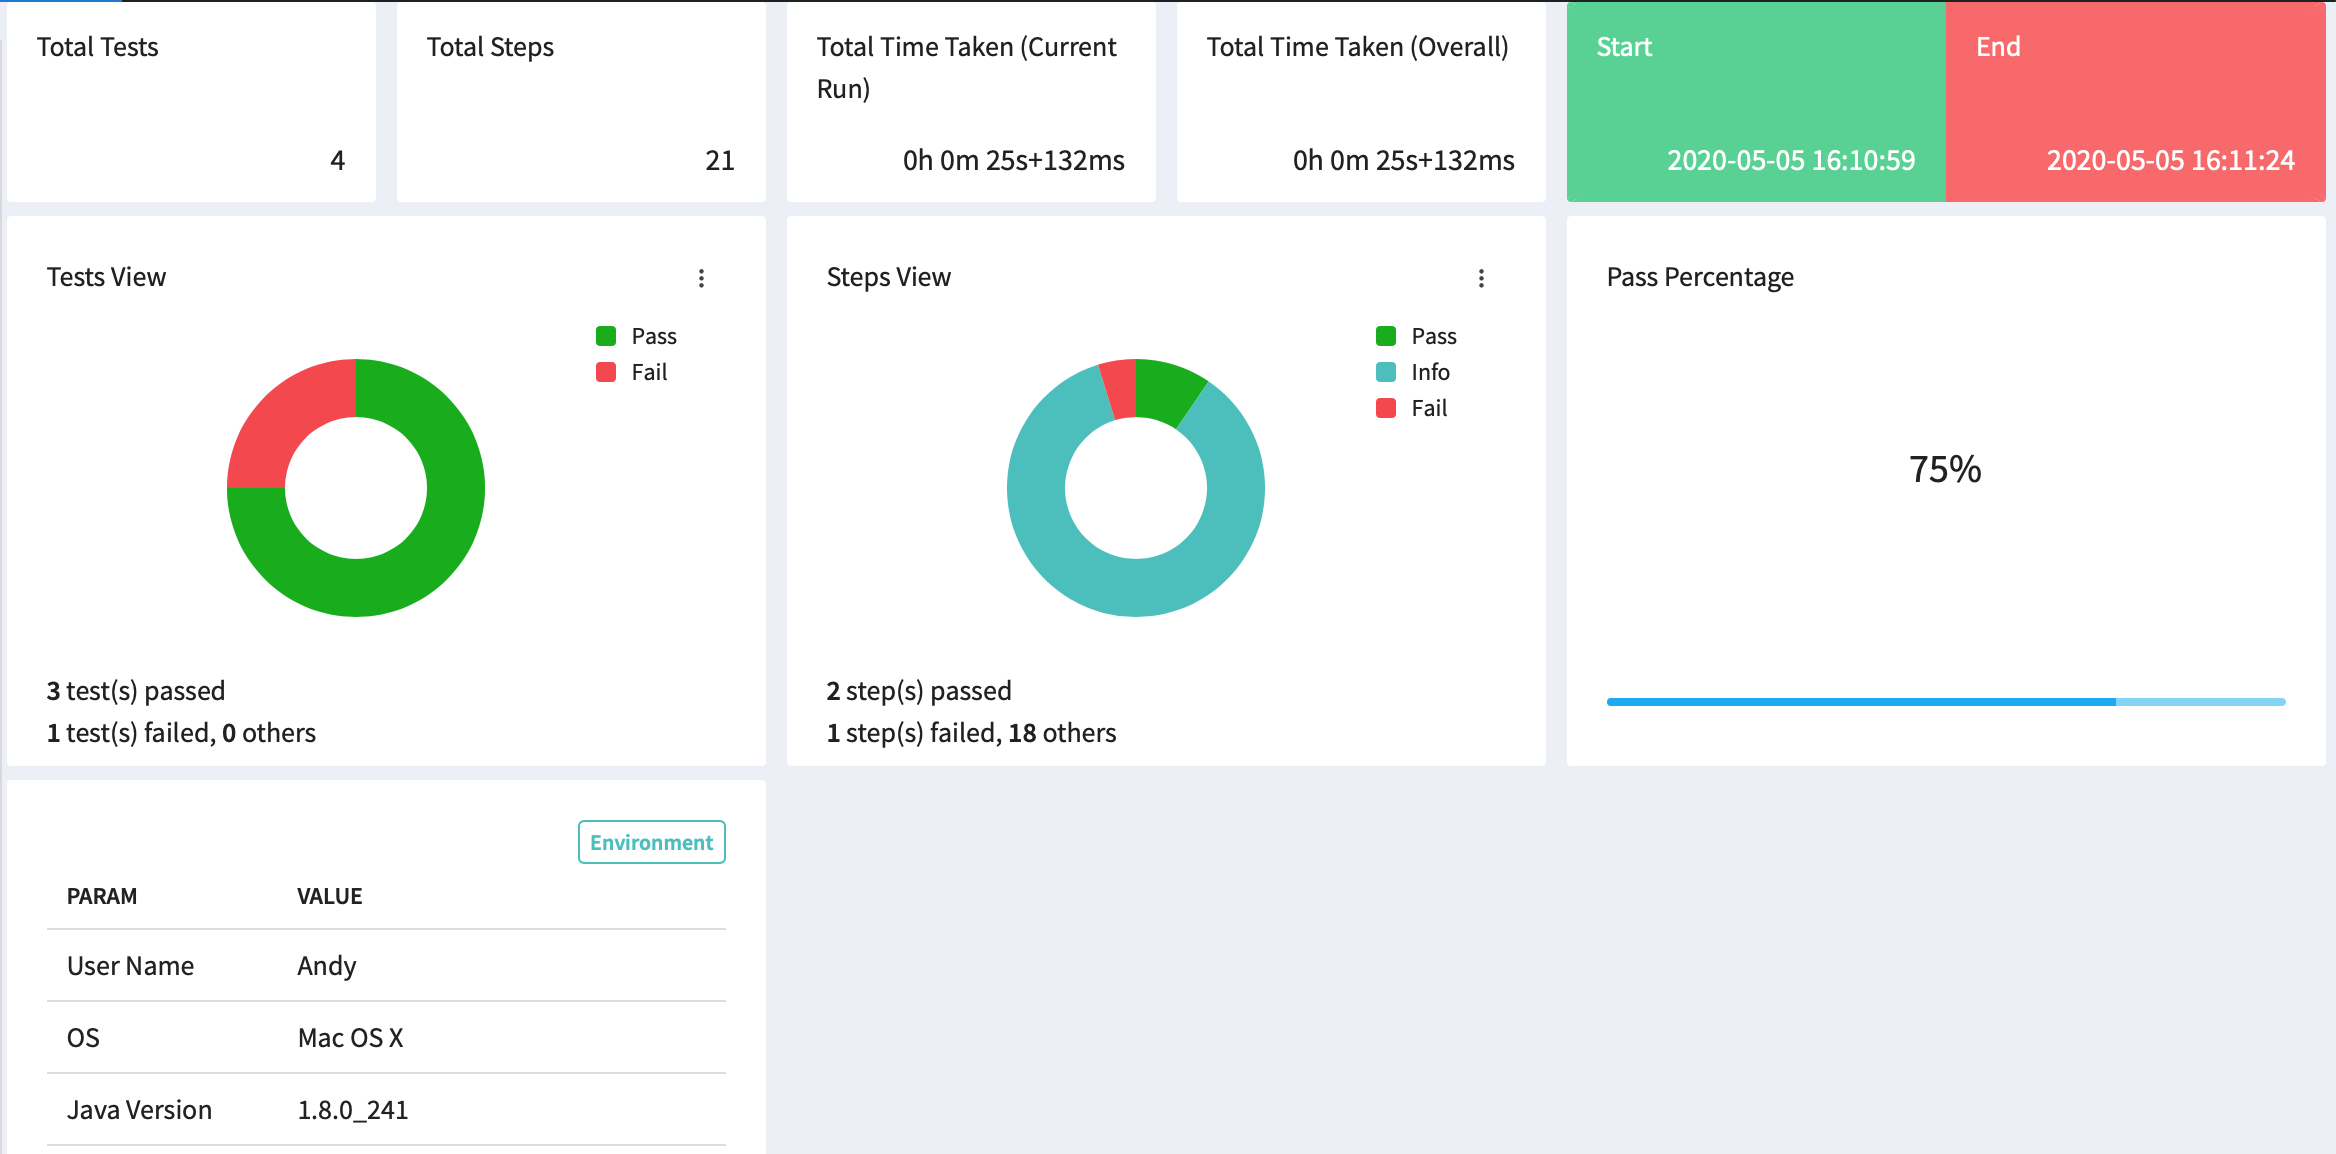 Total Tests
4
Total Steps
21
Total Time Taken (Current
Run)
0h 0m 25s+132ms
Total Time Taken (Overall)
0h 0m 25s+132ms
Start
2020-05-05 16:10:59
End
2020-05-05 16:11:24
Tests View
Pass
Fail
3 test(s) passed
1 test(s) failed, 0 others
Steps View
Pass
Info
Fail
2 step(s) passed
1 step(s) failed, 18 others
Pass Percentage
75%
Environment
PARAM VALUE
User Name Andy
OS Mac OS X
Java Version 1.8.0_241